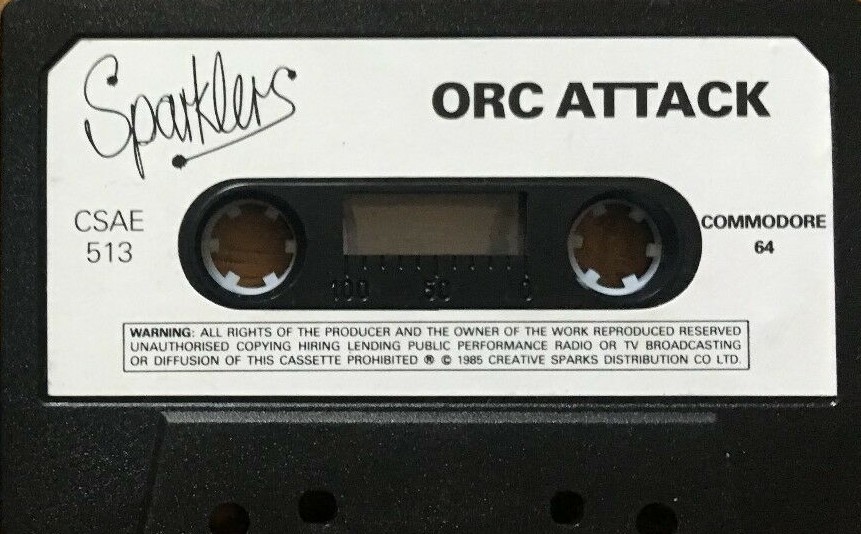 Sparklers
ORC ATTACK
CSAE
513
COMMODORE
64
100 50 0
WARNING: ALL RIGHTS OF THE PRODUCER AND THE OWNER OF THE WORK REPRODUCED RESERVED
UNAUTHORISED COPYING HIRING LENDING PUBLIC PERFORMANCE RADIO OR TV BROADCASTING
OR DIFFUSION OF THIS CASSETTE PROHIBITED ® © 1985 CREATIVE SPARKS DISTRIBUTION CO LTD.